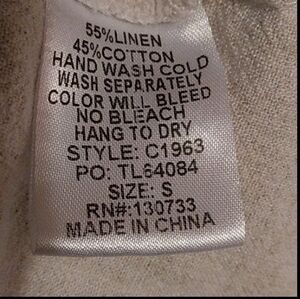 55%LINEN
45%COTTON
HAND WASH COLD
WASH SEPARATELY
COLOR WILL BLEED
NO BLEACH
HANG TO DRY
STYLE: C1963
PO: TL64084
SIZE: S
RN#:130733
MADE IN CHINA